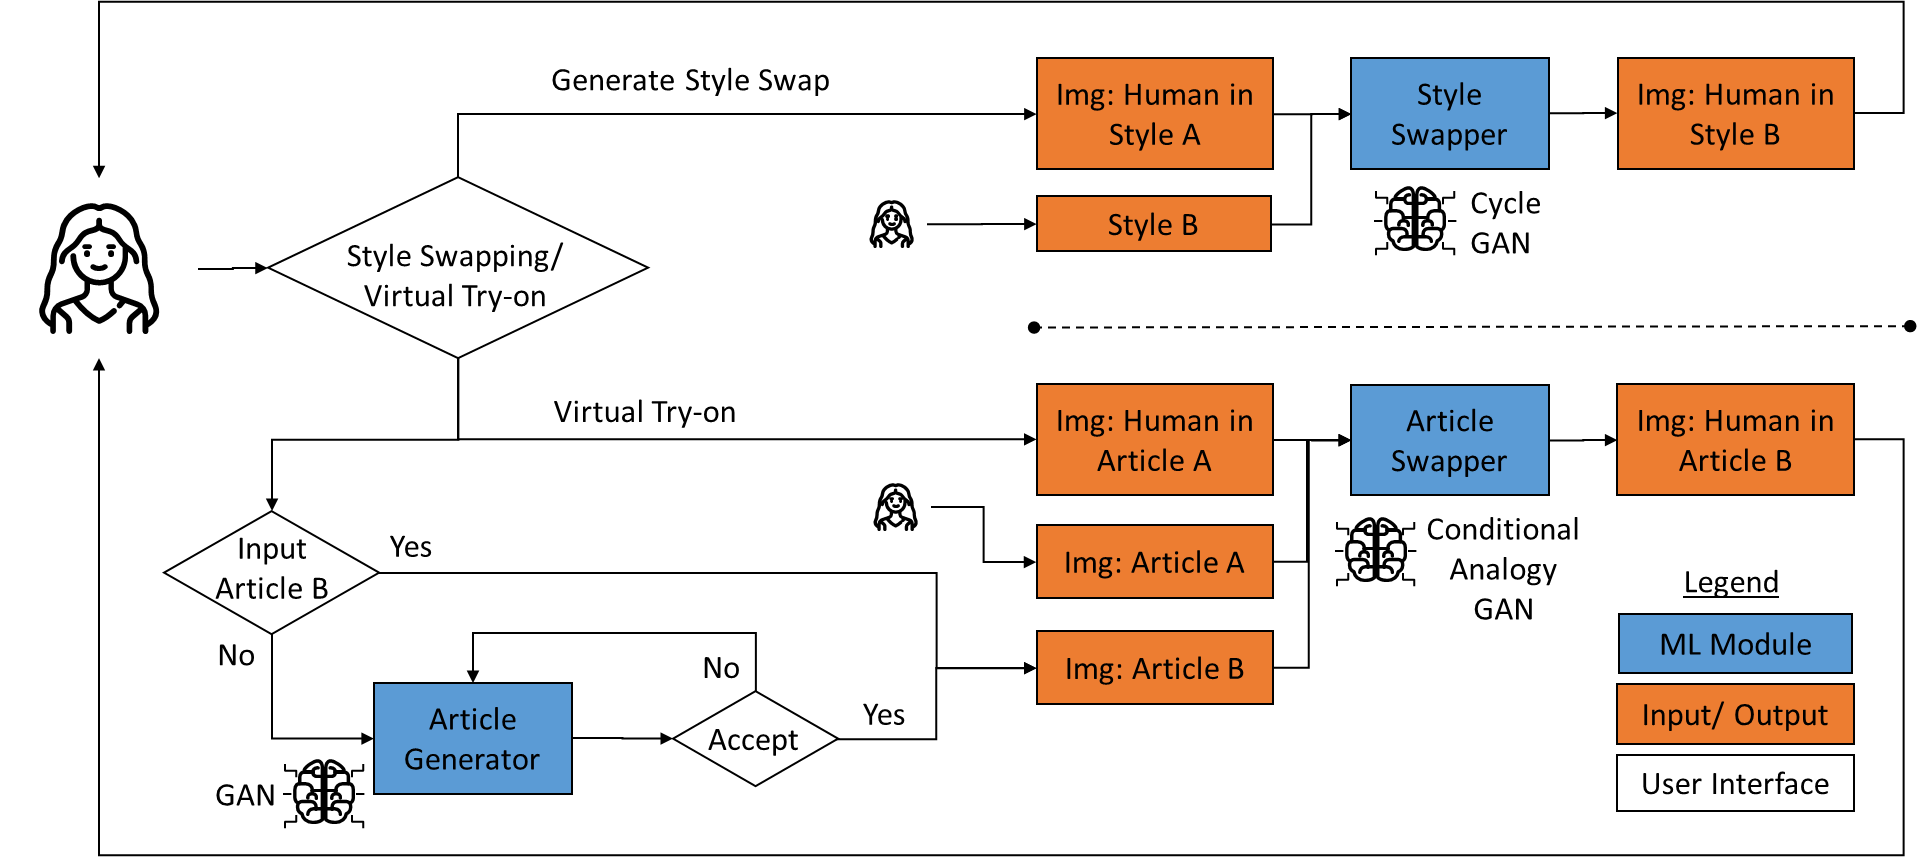 Generate Style Swap
Img: Human in
Style A
Style
Swapper
Img: Human in
Style B
Style B
Cycle
GAN
Style Swapping/
Virtual Try-on
Virtual Try-on
Img: Human in
Article A
Article
Swapper
Img: Human in
Article B
Input
Article B
Yes
No
Img: Article A
Conditional
Analogy
GAN
Img: Article B
No
Article
Generator
Accept
Yes
GAN
Legend
ML Module
Input/ Output
User Interface